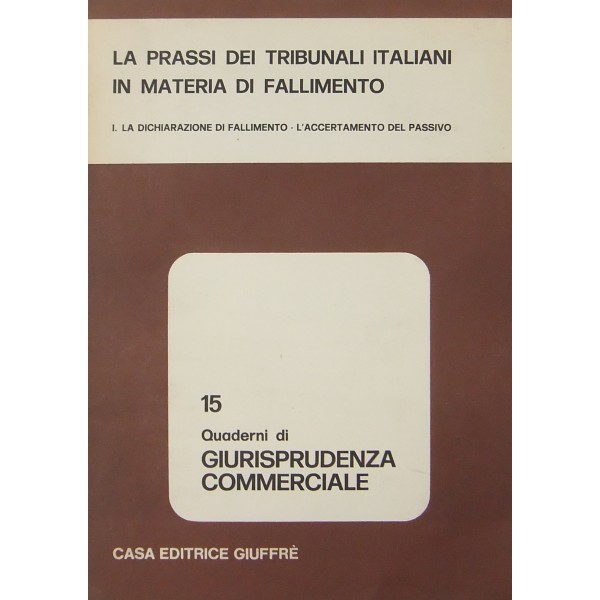 LA PRASSI DEI TRIBUNALI ITALIANI
IN MATERIA DI FALLIMENTO
I. LA DICHIARAZIONE DI FALLIMENTO - L'ACCERTAMENTO DEL PASSIVO
15
Quaderni di
GIURISPRUDENZA
COMMERCIALE
CASA EDITRICE GIUFFRÈ